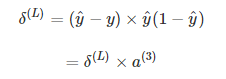 δ^(L) = (ŷ − y) × ŷ(1 − ŷ)
= δ^(L) × a^(3)